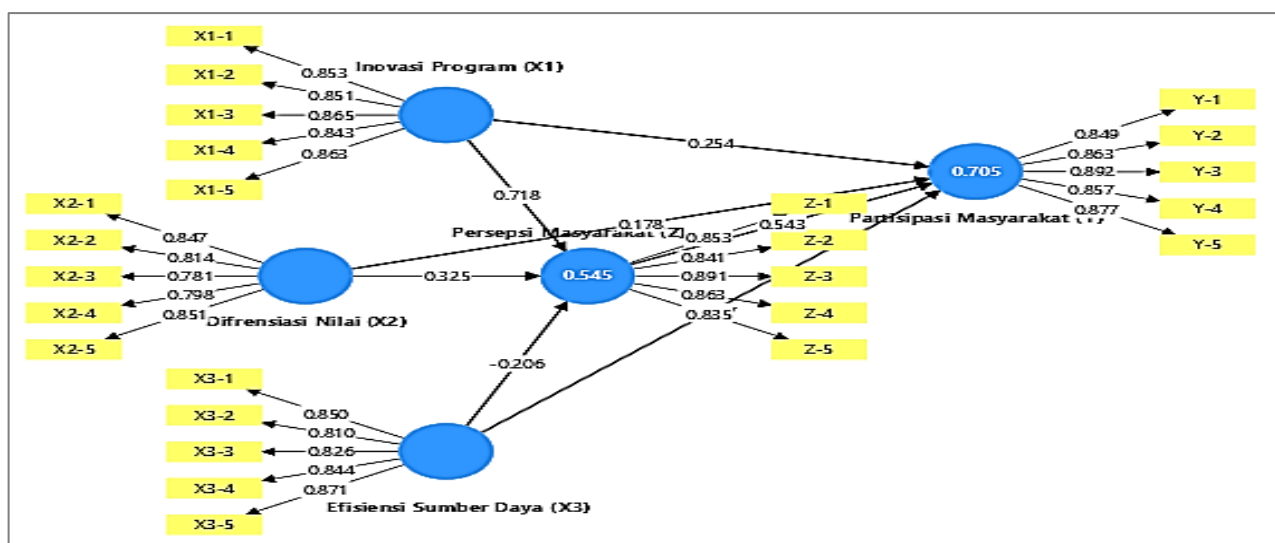 X1-1
X1-2
X1-3
X1-4
X1-5
0.853
0.851
0.865
0.843
0.863
Inovasi Program (X1)
0.254
0.718
X2-1
X2-2
X2-3
X2-4
X2-5
0.847
0.814
0.781
0.798
0.851
Difrensiasi Nilai (X2)
0.178
0.325
Persepsi Masyarakat (Z)
0.545
Z-1
Z-2
Z-3
Z-4
Z-5
0.853
0.841
0.891
0.863
0.835
0.543
0.705
Partisipasi Masyarakat
Y-1
Y-2
Y-3
Y-4
Y-5
0.849
0.863
0.892
0.857
0.877
-0.206
X3-1
X3-2
X3-3
X3-4
X3-5
0.850
0.810
0.826
0.844
0.871
Efisiensi Sumber Daya (X3)